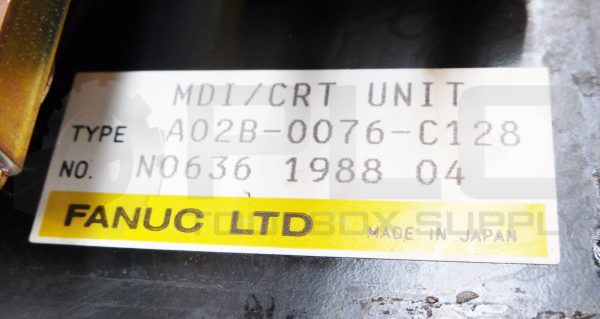 MDI/CRT UNIT
TYPE A02B-0076-C128
NO. N0636 1988 04
FANUC LTD MADE IN JAPAN